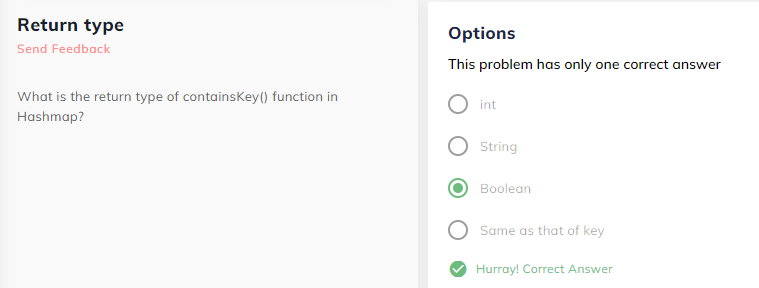 Return type
Send Feedback
What is the return type of containsKey() function in
Hashmap?
Options
This problem has only one correct answer
int
String
Boolean
Same as that of key
Hurray! Correct Answer